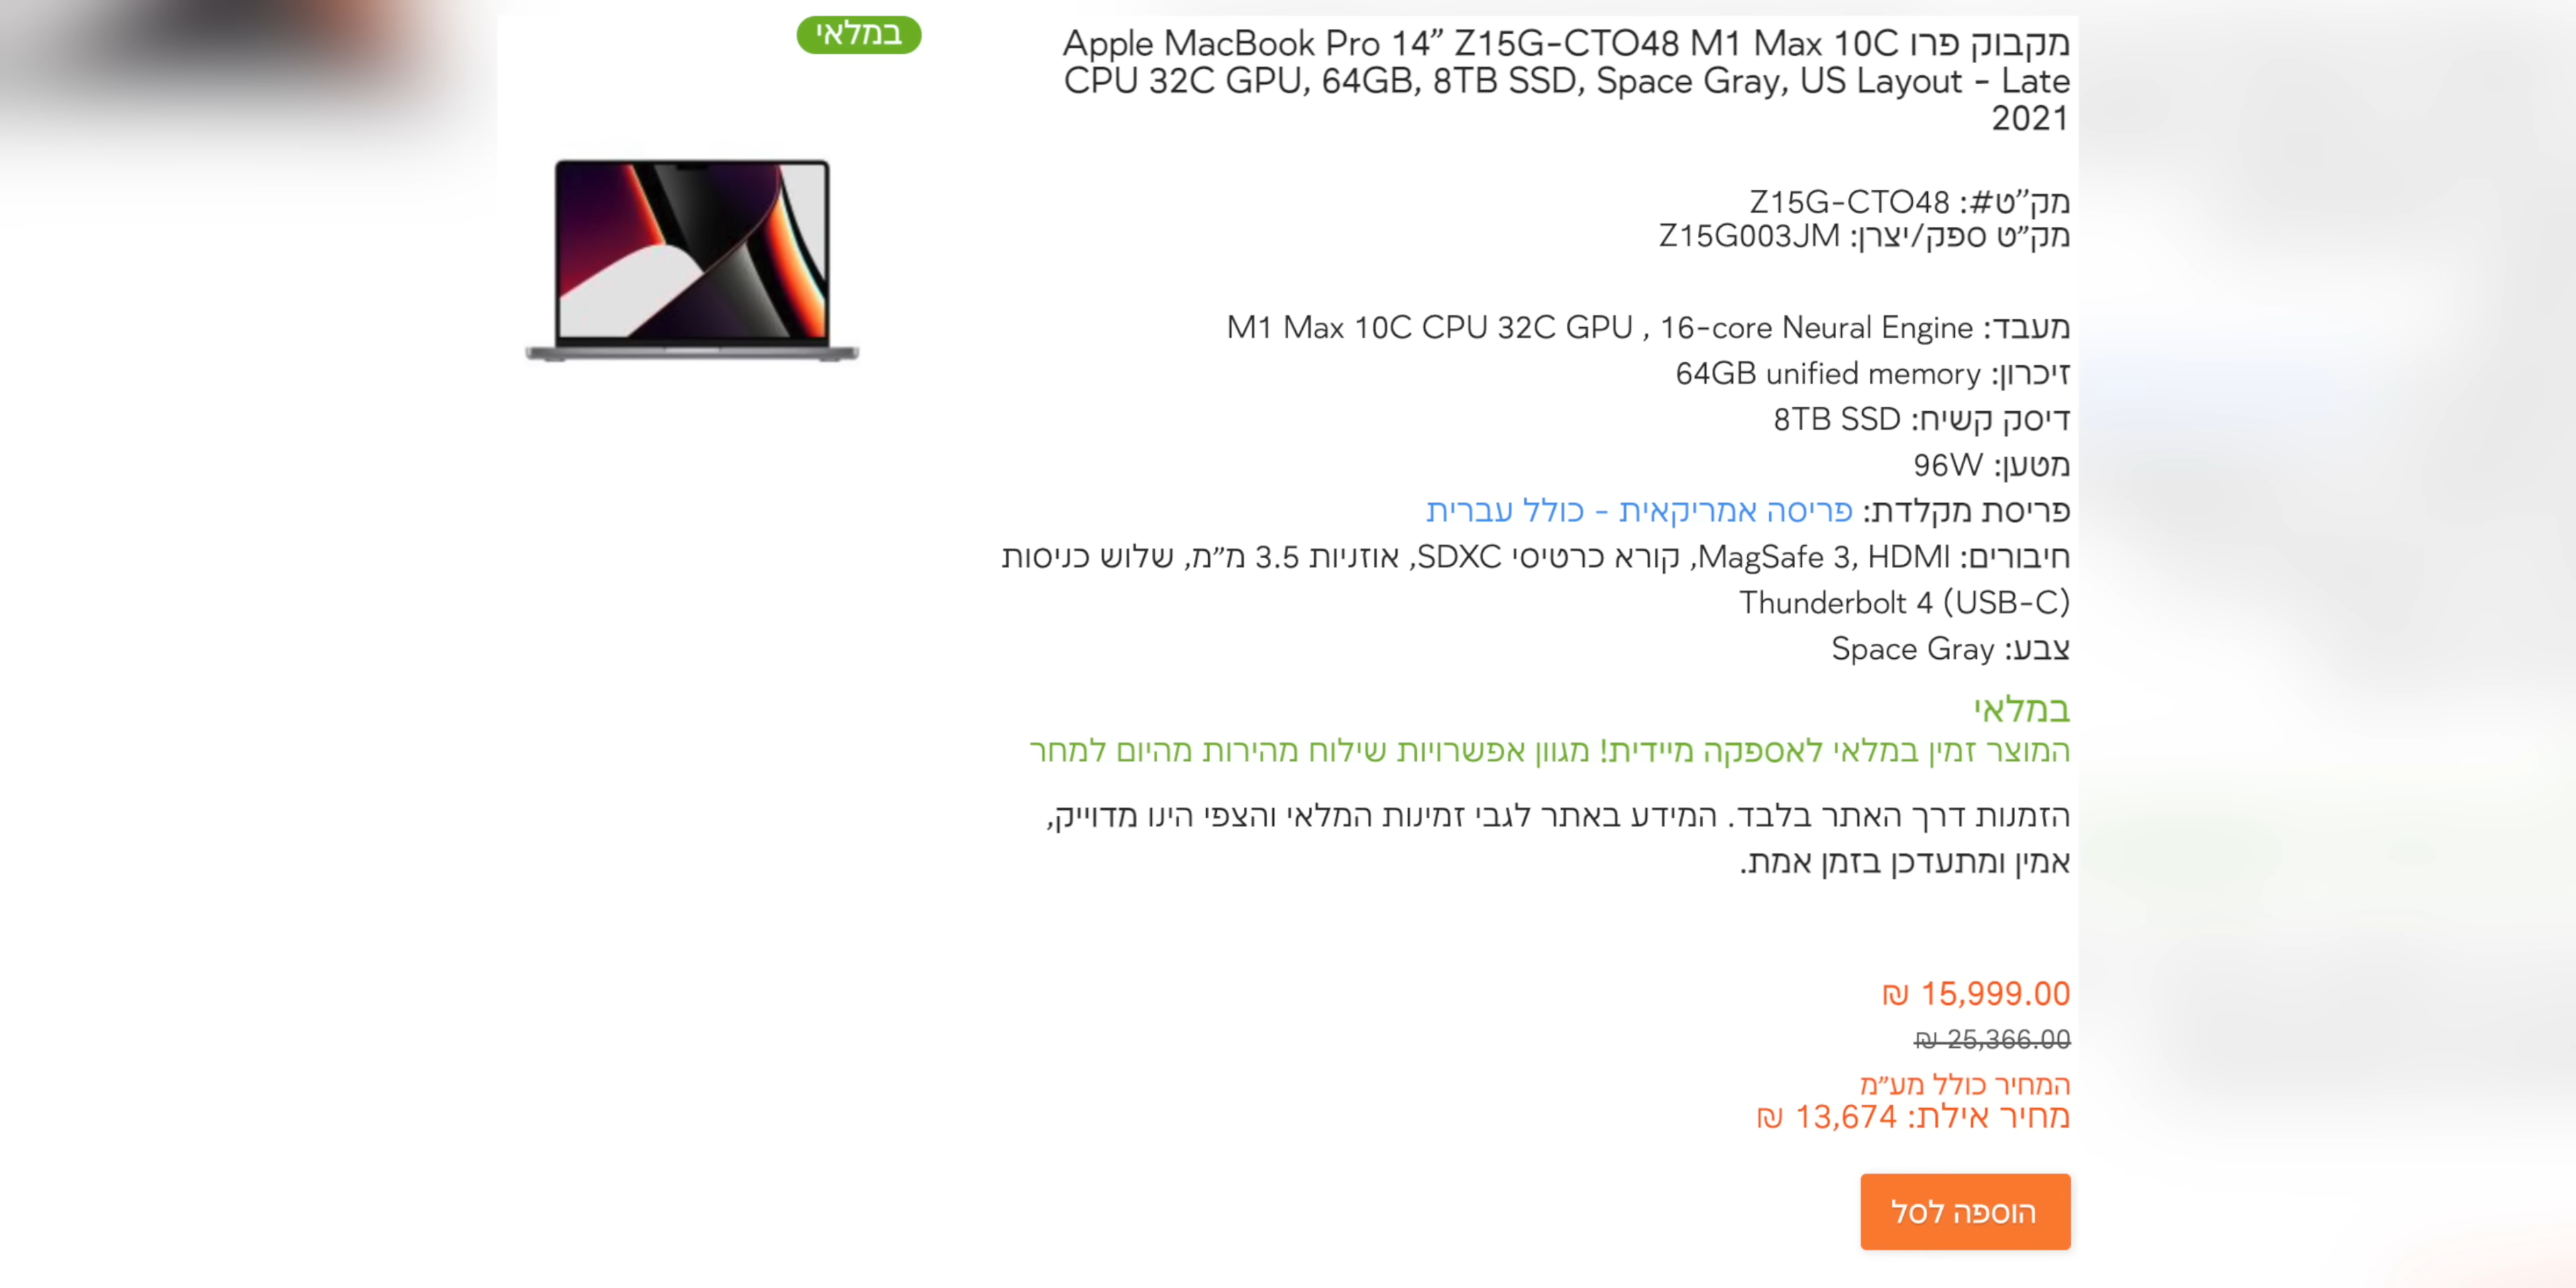 במלאי
מקבוק פרו Apple MacBook Pro 14” Z15G-CTO48 M1 Max 10C
CPU 32C GPU, 64GB, 8TB SSD, Space Gray, US Layout - Late
2021
מק”ט#: Z15G-CTO48
מק”ט ספק/יצרן: Z15G003JM
מעבד: M1 Max 10C CPU 32C GPU , 16-core Neural Engine
זיכרון: 64GB unified memory
דיסק קשיח: 8TB SSD
מטען: 96W
פריסת מקלדת: פריסה אמריקאית - כולל עברית
חיבורים: MagSafe 3, HDMI, קורא כרטיסי SDXC, אוזניות 3.5 מ”מ, שלוש כניסות
Thunderbolt 4 (USB-C)
צבע: Space Gray
במלאי
המוצר זמין במלאי לאספקה מיידית! מגוון אפשרויות שילוח מהירות מהיום למחר
הזמנות דרך האתר בלבד. המידע באתר לגבי זמינות המלאי והצפי הינו מדוייק,
אמין ומתעדכן בזמן אמת.
15,999.00 ₪
25,366.00 ₪
המחיר כולל מע”מ
מחיר אילת: 13,674 ₪
הוספה לסל